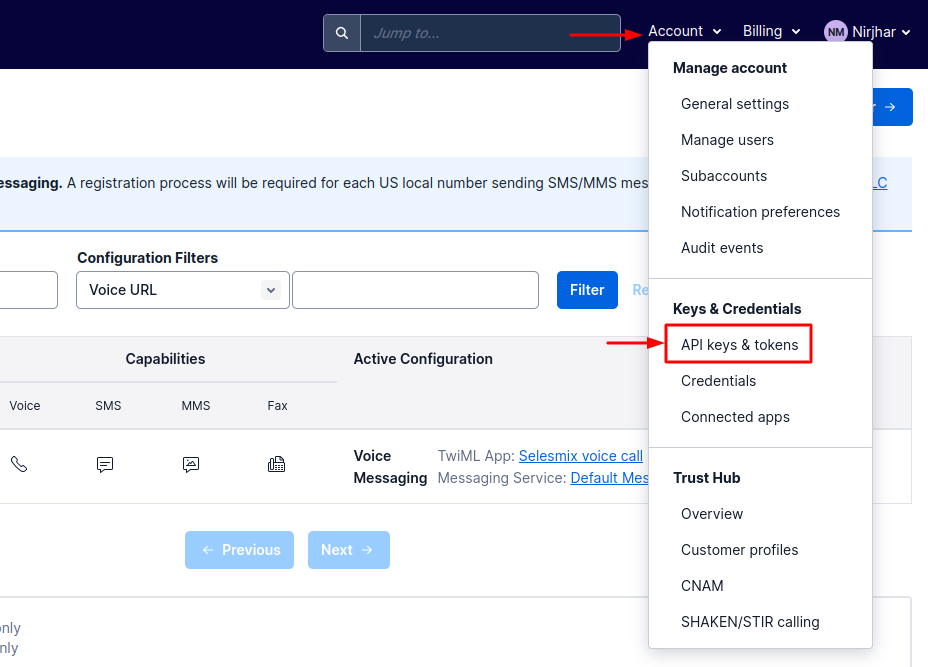 Jump to...
Account
Billing
NM
Nirjhar
Manage account
General settings
Manage users
Subaccounts
Notification preferences
Audit events
Keys & Credentials
API keys & tokens
Credentials
Connected apps
Trust Hub
Overview
Customer profiles
CNAM
SHAKEN/STIR calling
essaging. A registration process will be required for each US local number sending SMS/MMS mes
LC
Configuration Filters
Voice URL
Filter
Re
Capabilities
Active Configuration
Voice
SMS
MMS
Fax
Voice TwiML App: Selesmix voice call
Messaging Messaging Service: Default Mes
← Previous
Next →
only
nly